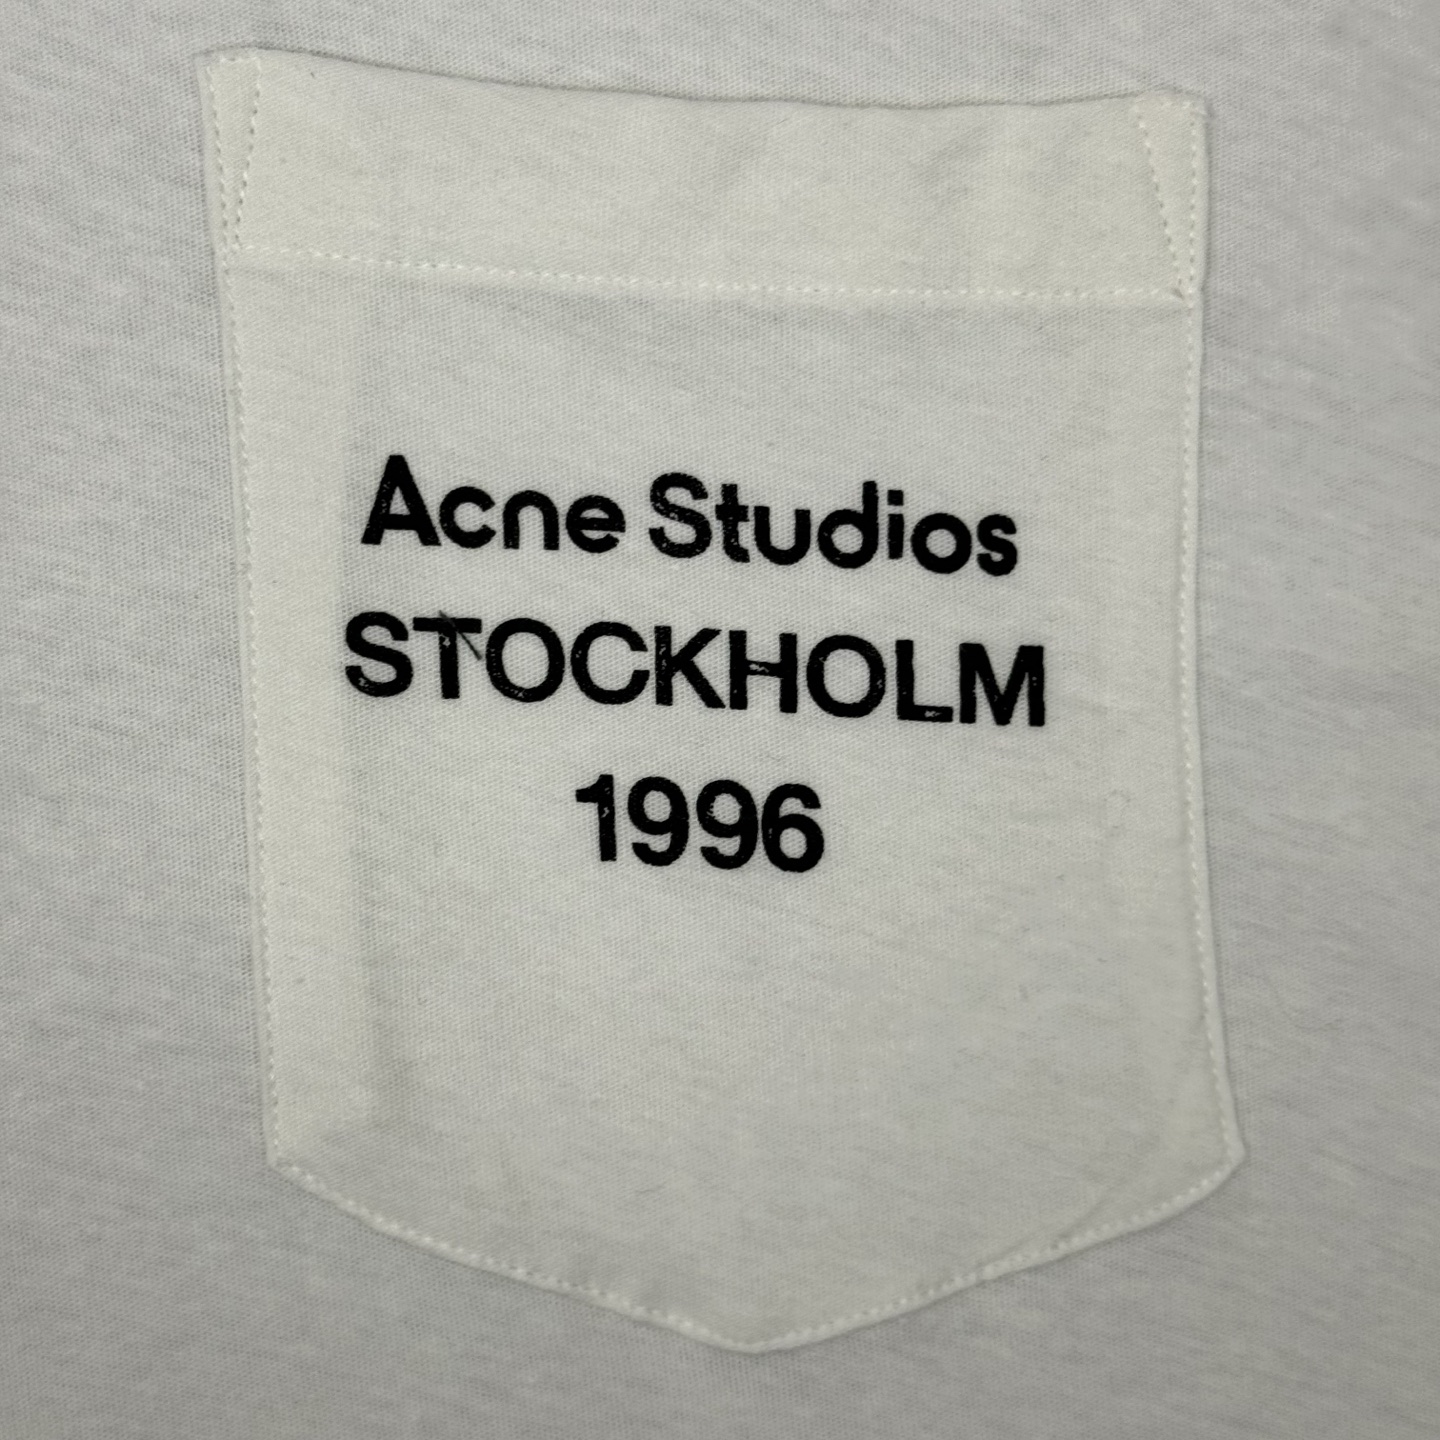 Acne Studios
STOCKHOLM
1996